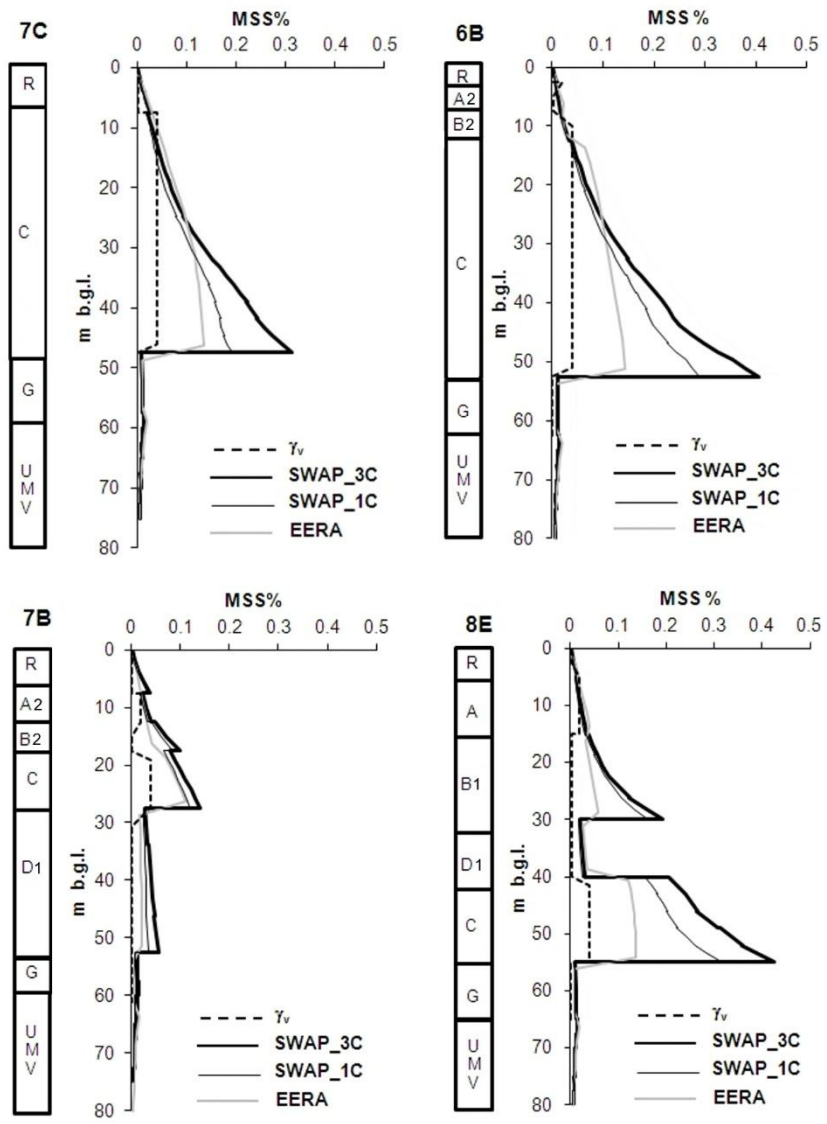 7C
MSS%
0 0.1 0.2 0.3 0.4 0.5
0
10
20
30
40
50
60
70
80
m b.g.l.
R
C
G
U
M
V
γv
SWAP_3C
SWAP_1C
EERA
6B
MSS %
0 0.1 0.2 0.3 0.4 0.5
0
10
20
30
40
50
60
70
80
m b.g.l.
R
A2
B2
C
G
U
M
V
γv
SWAP_3C
SWAP_1C
EERA
7B
MSS%
0 0.1 0.2 0.3 0.4 0.5
0
10
20
30
40
50
60
70
80
m b.g.l.
R
A2
B2
C
D1
G
U
M
V
γv
SWAP_3C
SWAP_1C
EERA
8E
MSS %
0 0.1 0.2 0.3 0.4 0.5
0
10
20
30
40
50
60
70
80
m b.g.l.
R
A
B1
D1
C
G
U
M
V
γv
SWAP_3C
SWAP_1C
EERA